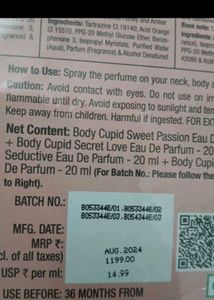 Honey and Amber
Ingredients: Tartrazine CI 19140, Acid Orange
CI 15510, PPG-20 Methyl Glucose Ether, Benzo-
phenone 3, Isopropyl Myristate, Purified Water
(Aqua), Parfum (Fragrance) & Alcohol Denatured.
How to Use: Spray the perfume on your neck, body
Caution: Avoid contact with eyes. Do not use on
flammable until dry. Avoid exposing to sunlight and
Keep away from children. Harmful if ingested. FOR
Net Content: Body Cupid Sweet Passion Eau D
+ Body Cupid Secret Love Eau De Parfum - 20
Seductive Eau De Parfum - 20 ml + Body Cupid
De Parfum - 20 ml (For Batch No.: Please follow the
to Right).
BATCH NO.:
B053344E/01, B053344E/02
B053344E/03, B054344E/03
MFG. DATE:
AUG.2024
MRP ₹:
1199.00
cl. of all taxes)
USP ₹ per ml:
14.99
USE BEFORE: 36 MONTHS FROM